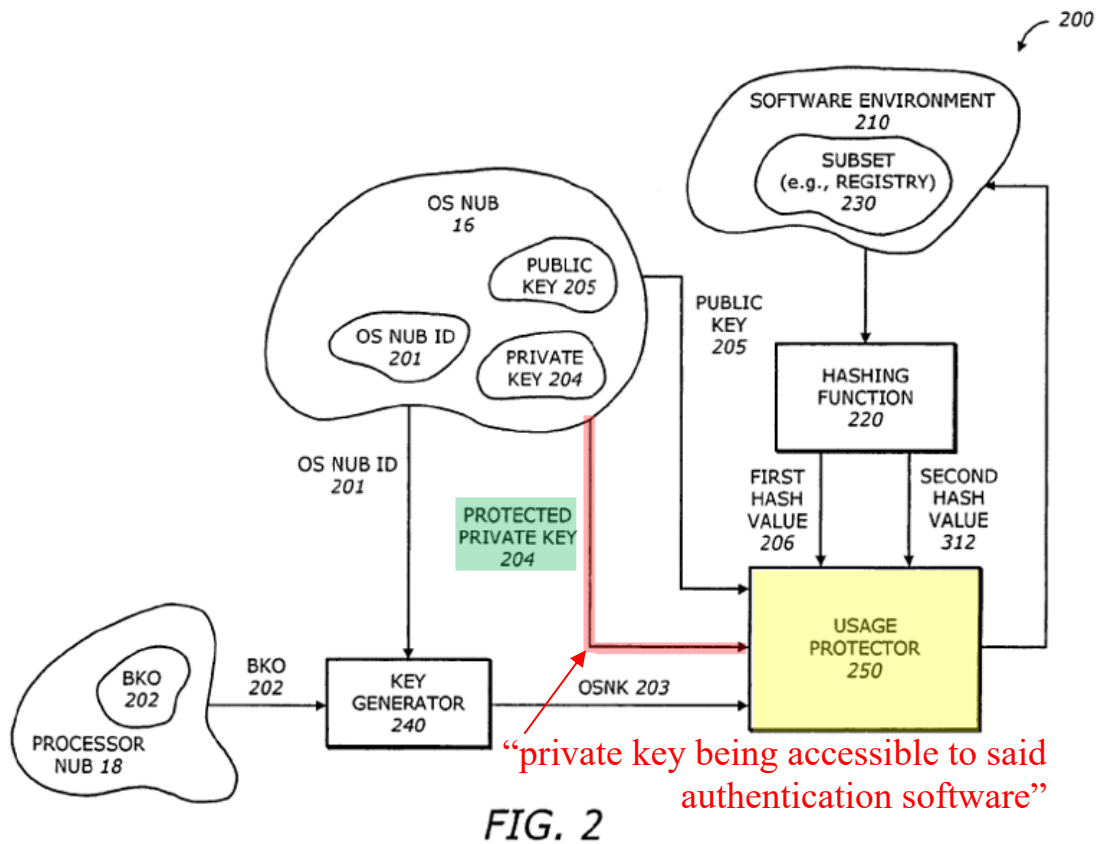 200
SOFTWARE ENVIRONMENT
210
SUBSET
(e.g., REGISTRY)
230
OS NUB
16
PUBLIC
KEY 205
OS NUB ID
201
PRIVATE
KEY 204
PUBLIC
KEY
205
HASHING
FUNCTION
220
OS NUB ID
201
PROTECTED
PRIVATE KEY
204
FIRST
HASH
VALUE
206
SECOND
HASH
VALUE
312
USAGE
PROTECTOR
250
BKO
202
PROCESSOR
NUB 18
BKO
202
KEY
GENERATOR
240
OSNK 203
“private key being accessible to said
authentication software”
FIG. 2